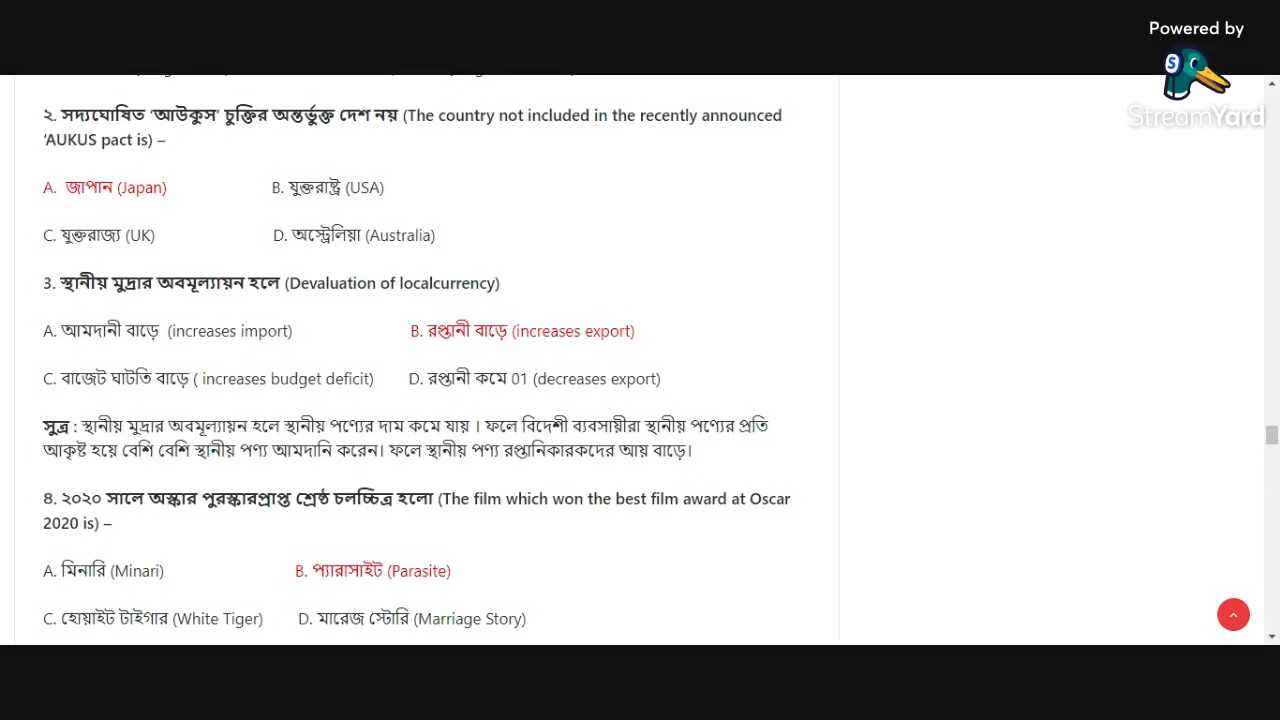 Powered by
StreamYard
২. সদ্যঘোষিত ‘আউকুস’ চুক্তির অন্তর্ভুক্ত দেশ নয় (The country not included in the recently announced
‘AUKUS pact is) –
A. জাপান (Japan) B. যুক্তরাষ্ট্র (USA)
C. যুক্তরাজ্য (UK) D. অস্ট্রেলিয়া (Australia)
3. স্থানীয় মুদ্রার অবমূল্যায়ন হলে (Devaluation of localcurrency)
A. আমদানী বাড়ে (increases import) B. রপ্তানী বাড়ে (increases export)
C. বাজেট ঘাটতি বাড়ে ( increases budget deficit) D. রপ্তানী কমে 01 (decreases export)
সুত্র : স্থানীয় মুদ্রার অবমূল্যায়ন হলে স্থানীয় পণ্যের দাম কমে যায় । ফলে বিদেশী ব্যবসায়ীরা স্থানীয় পণ্যের প্রতি
আকৃষ্ট হয়ে বেশি বেশি স্থানীয় পণ্য আমদানি করেন। ফলে স্থানীয় পণ্য রপ্তানিকারকদের আয় বাড়ে।
৪. ২০২০ সালে অস্কার পুরস্কারপ্রাপ্ত শ্রেষ্ঠ চলচ্চিত্র হলো (The film which won the best film award at Oscar
2020 is) –
A. মিনারি (Minari) B. প্যারাসাইট (Parasite)
C. হোয়াইট টাইগার (White Tiger) D. মারেজ স্টোরি (Marriage Story)